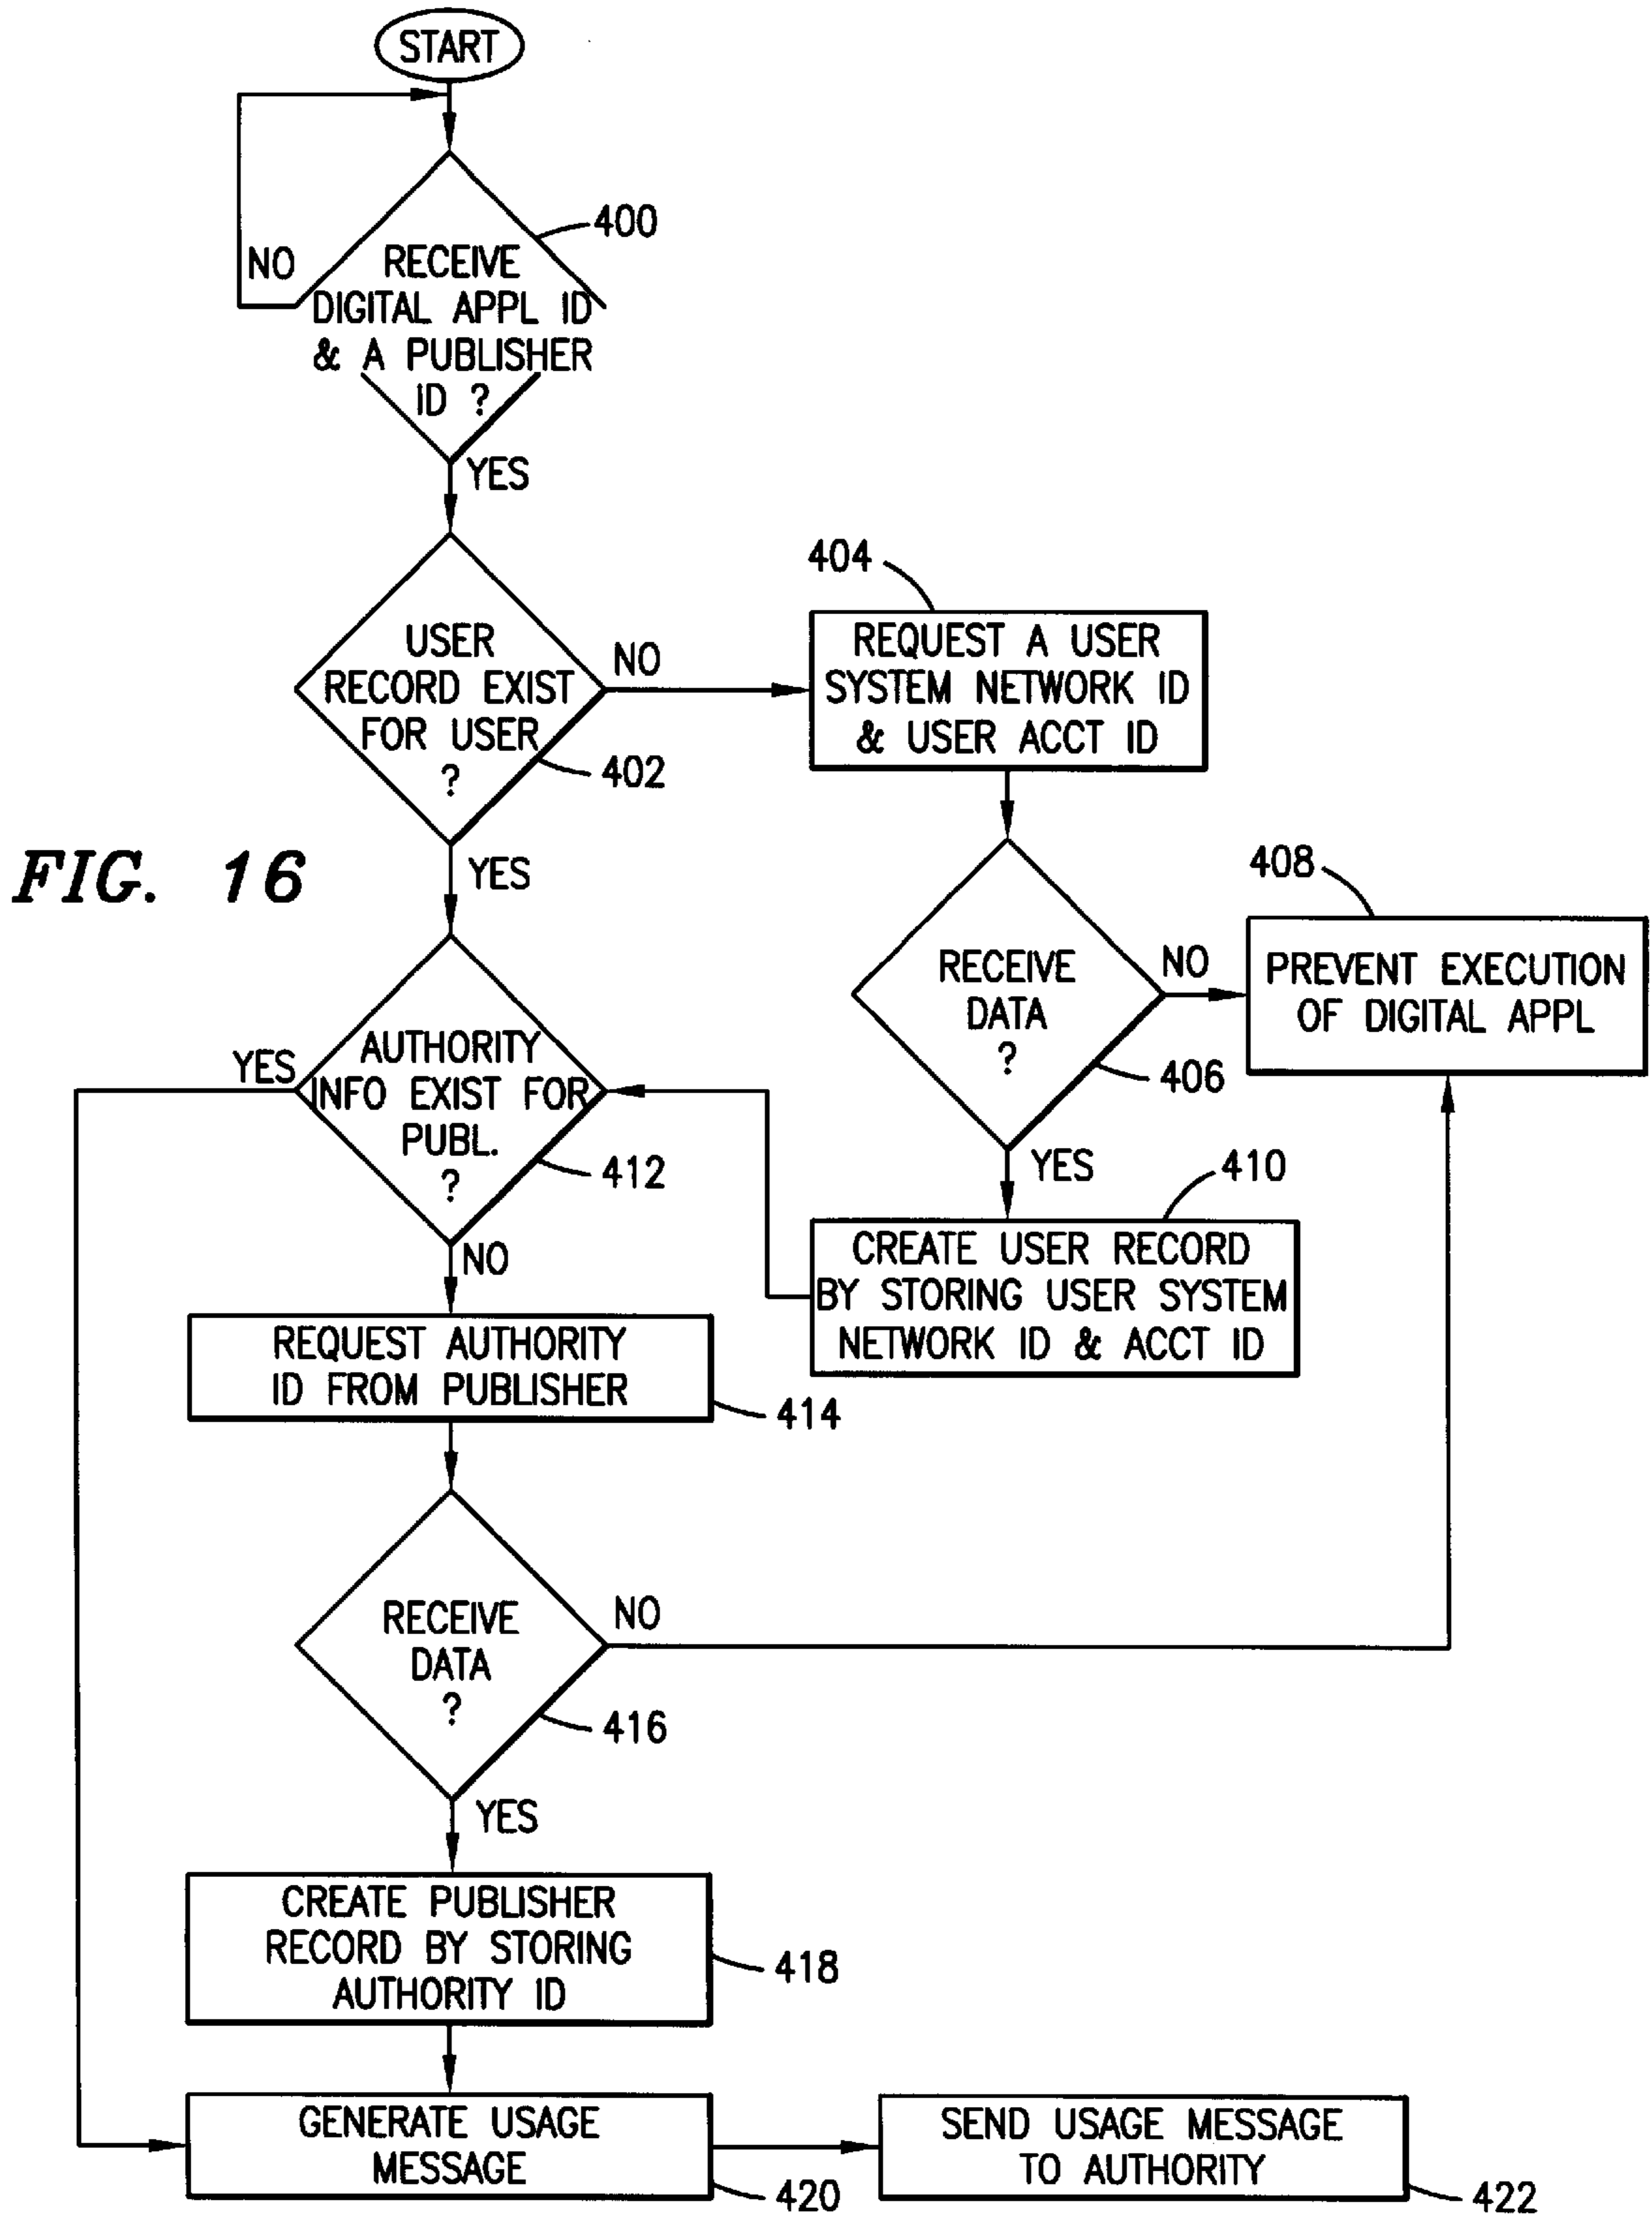 START
400
NO
RECEIVE
DIGITAL APPL ID
& A PUBLISHER
ID ?
YES
404
USER
RECORD EXIST
FOR USER
?
NO
402
REQUEST A USER
SYSTEM NETWORK ID
& USER ACCT ID
FIG. 16
YES
408
RECEIVE
DATA
?
NO
406
PREVENT EXECUTION
OF DIGITAL APPL
YES
AUTHORITY
INFO EXIST FOR
PUBL.
?
412
YES
410
NO
CREATE USER RECORD
BY STORING USER SYSTEM
NETWORK ID & ACCT ID
REQUEST AUTHORITY
ID FROM PUBLISHER
414
RECEIVE
DATA
?
NO
416
YES
CREATE PUBLISHER
RECORD BY STORING
AUTHORITY ID
418
GENERATE USAGE
MESSAGE
420
SEND USAGE MESSAGE
TO AUTHORITY
422